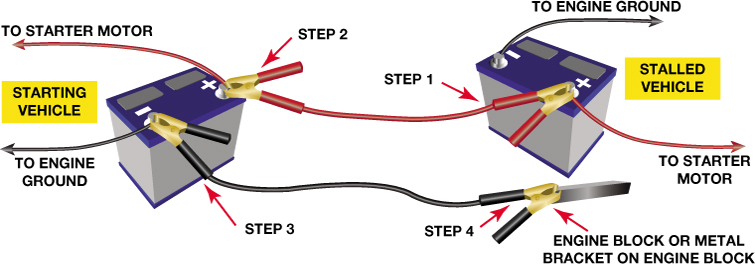 TO ENGINE GROUND
TO STARTER MOTOR
STEP 2
STARTING
VEHICLE
+
−
STEP 1
STALLED
VEHICLE
−
+
TO ENGINE
GROUND
TO STARTER
MOTOR
STEP 3
STEP 4
ENGINE BLOCK OR METAL
BRACKET ON ENGINE BLOCK